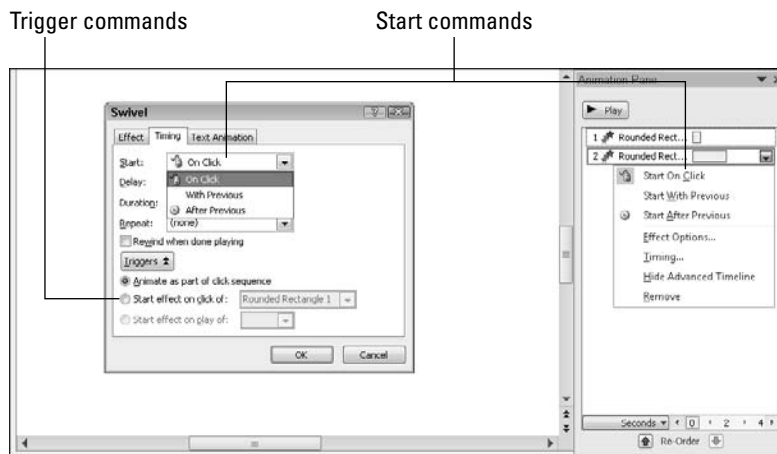 Trigger commands
Start commands
Animation Pane
Play
1 Rounded Rect...
2 Rounded Rect...
Start On Click
Start With Previous
Start After Previous
Effect Options...
Timing...
Hide Advanced Timeline
Remove
Seconds 0 2 4
Re-Order
Swivel
Effect Timing Text Animation
Start: On Click
Delay: On Click
With Previous
Duration: After Previous
Repeat: (none)
Rewind when done playing
Triggers
Animate as part of click sequence
Start effect on click of: Rounded Rectangle 1
Start effect on play of:
OK Cancel